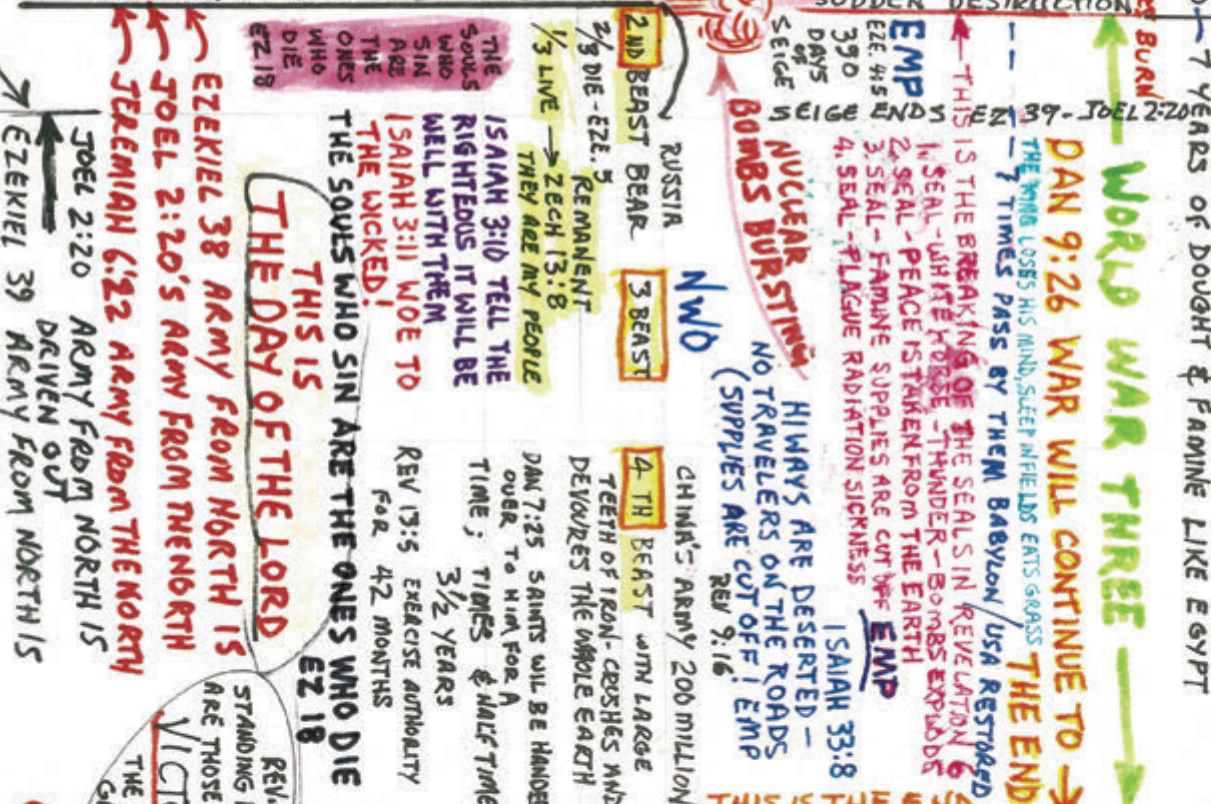 7 YEARS OF DOUGHT & FAMINE LIKE EGYPT
SUDDEN DESTRUCTION
BURN
WORLD WAR THREE
DAN 9:26 WAR WILL CONTINUE TO
THE END
LOSES HIS MIND, SLEEP IN FIELDS EATS GRASS
7 TIMES PASS BY THEM BABYLON/USA RESTORED
THIS IS THE BREAKING OF THE SEALS IN REVELATION 6
1. SEAL - WHITE HORSE - THUNDER - BOMBS EXPLODE
2. SEAL - PEACE IS TAKEN FROM THE EARTH
3. SEAL - FAMINE SUPPLIES ARE CUT OFF EMP
4. SEAL - PLAGUE RADIATION SICKNESS
ISAIAH 33:8
EMP
EZE 4:5
390
DAYS
OF
SEIGE
SEIGE ENDS EZ 39 - JOEL 2:20
NUCLEAR
BOMBS BURSTING
HIWAYS ARE DESERTED -
NO TRAVELERS ON THE ROADS
(SUPPLIES ARE CUT OFF! EMP
REV 9:16
NWO
RUSSIA
CHINA'S ARMY 200 MILLION
2ND BEAST BEAR
3 BEAST
4TH BEAST WITH LARGE
TEETH OF IRON - CRUSHES AND
DEVOURES THE WHOLE EARTH
2/3 DIE - EZE. 5
REMANENT
1/3 LIVE → ZECH 13:8
THEY ARE MY PEOPLE
DAN 7:25 SAINTS WIL BE HANDED
OVER TO HIM FOR A
TIME; TIMES & HALF TIME
3 1/2 YEARS
REV 13:5 EXERCISE AUTHORITY
FOR 42 MONTHS
THE
SOULS
WHO
SIN
ARE
THE
ONES
WHO
DIE
EZ 18
ISAIAH 3:10 TELL THE
RIGHTEOUS IT WILL BE
WELL WITH THEM
ISAIAH 3:11 WOE TO
THE WICKED!
THE SOULS WHO SIN ARE THE ONES WHO DIE
EZ 18
THIS IS
THE DAY OF THE LORD
EZEKIEL 38 ARMY FROM NORTH IS
JOEL 2:20'S ARMY FROM THE NORTH
JEREMIAH 6:22 ARMY FROM THE NORTH
JOEL 2:20 ARMY FROM NORTH IS
DRIVEN OUT
EZEKIEL 39 ARMY FROM NORTH IS
REV.
STANDING
ARE THOSE
THE